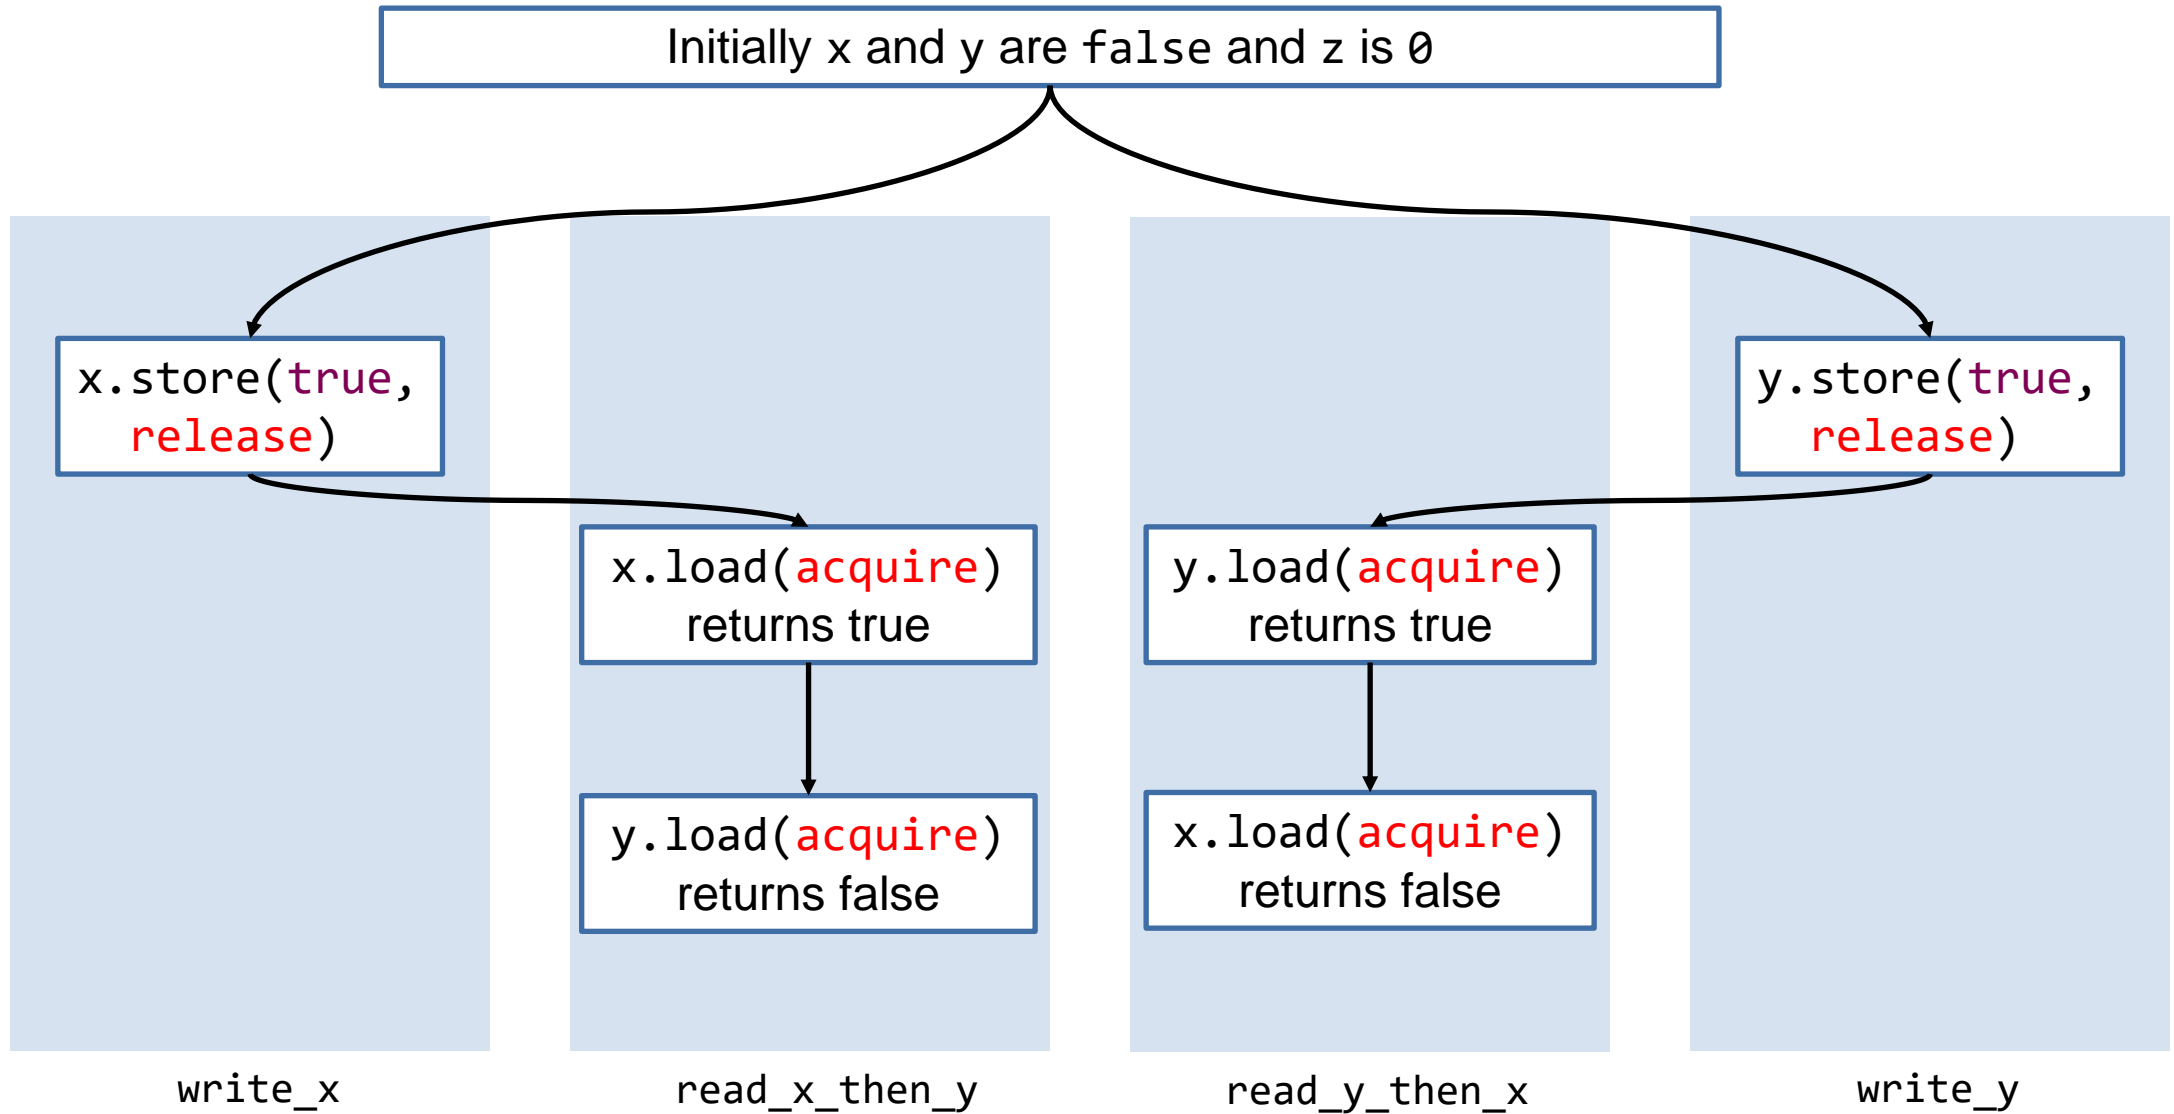 Initially x and y are false and z is 0
x.store(true,
release)
y.store(true,
release)
x.load(acquire)
returns true
y.load(acquire)
returns true
y.load(acquire)
returns false
x.load(acquire)
returns false
write_x
read_x_then_y
read_y_then_x
write_y